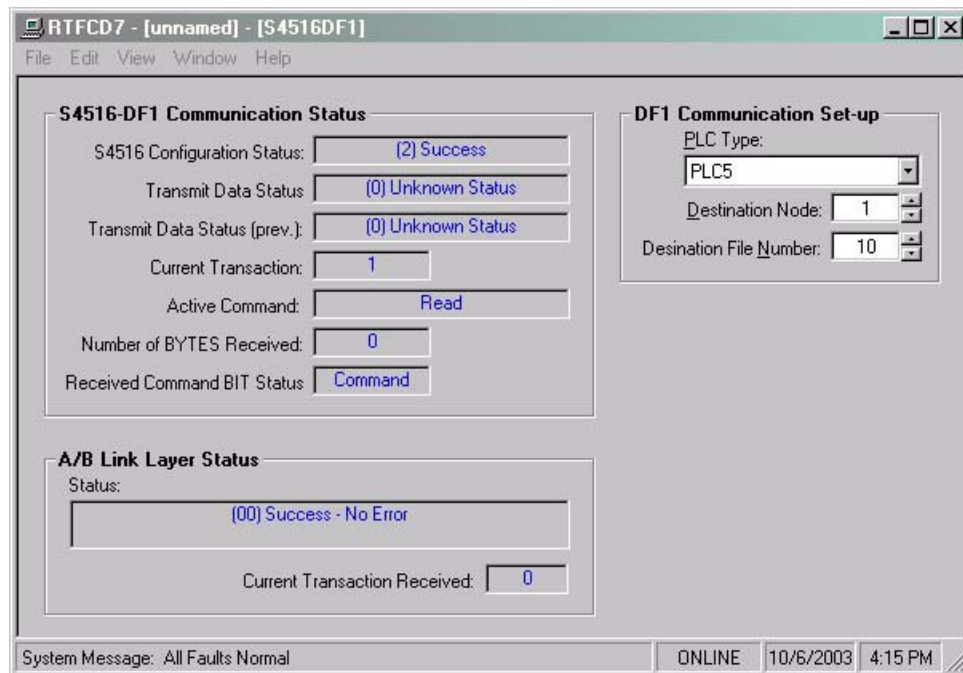 RTFCD7 - [unnamed] - [S4516DF1]
File Edit View Window Help
S4516-DF1 Communication Status
S4516 Configuration Status: (2) Success
Transmit Data Status (0) Unknown Status
Transmit Data Status (prev.): (0) Unknown Status
Current Transaction: 1
Active Command: Read
Number of BYTES Received: 0
Received Command BIT Status Command
DF1 Communication Set-up
PLC Type:
PLC5
Destination Node: 1
Desination File Number: 10
A/B Link Layer Status
Status:
(00) Success - No Error
Current Transaction Received: 0
System Message: All Faults Normal ONLINE 10/6/2003 4:15 PM